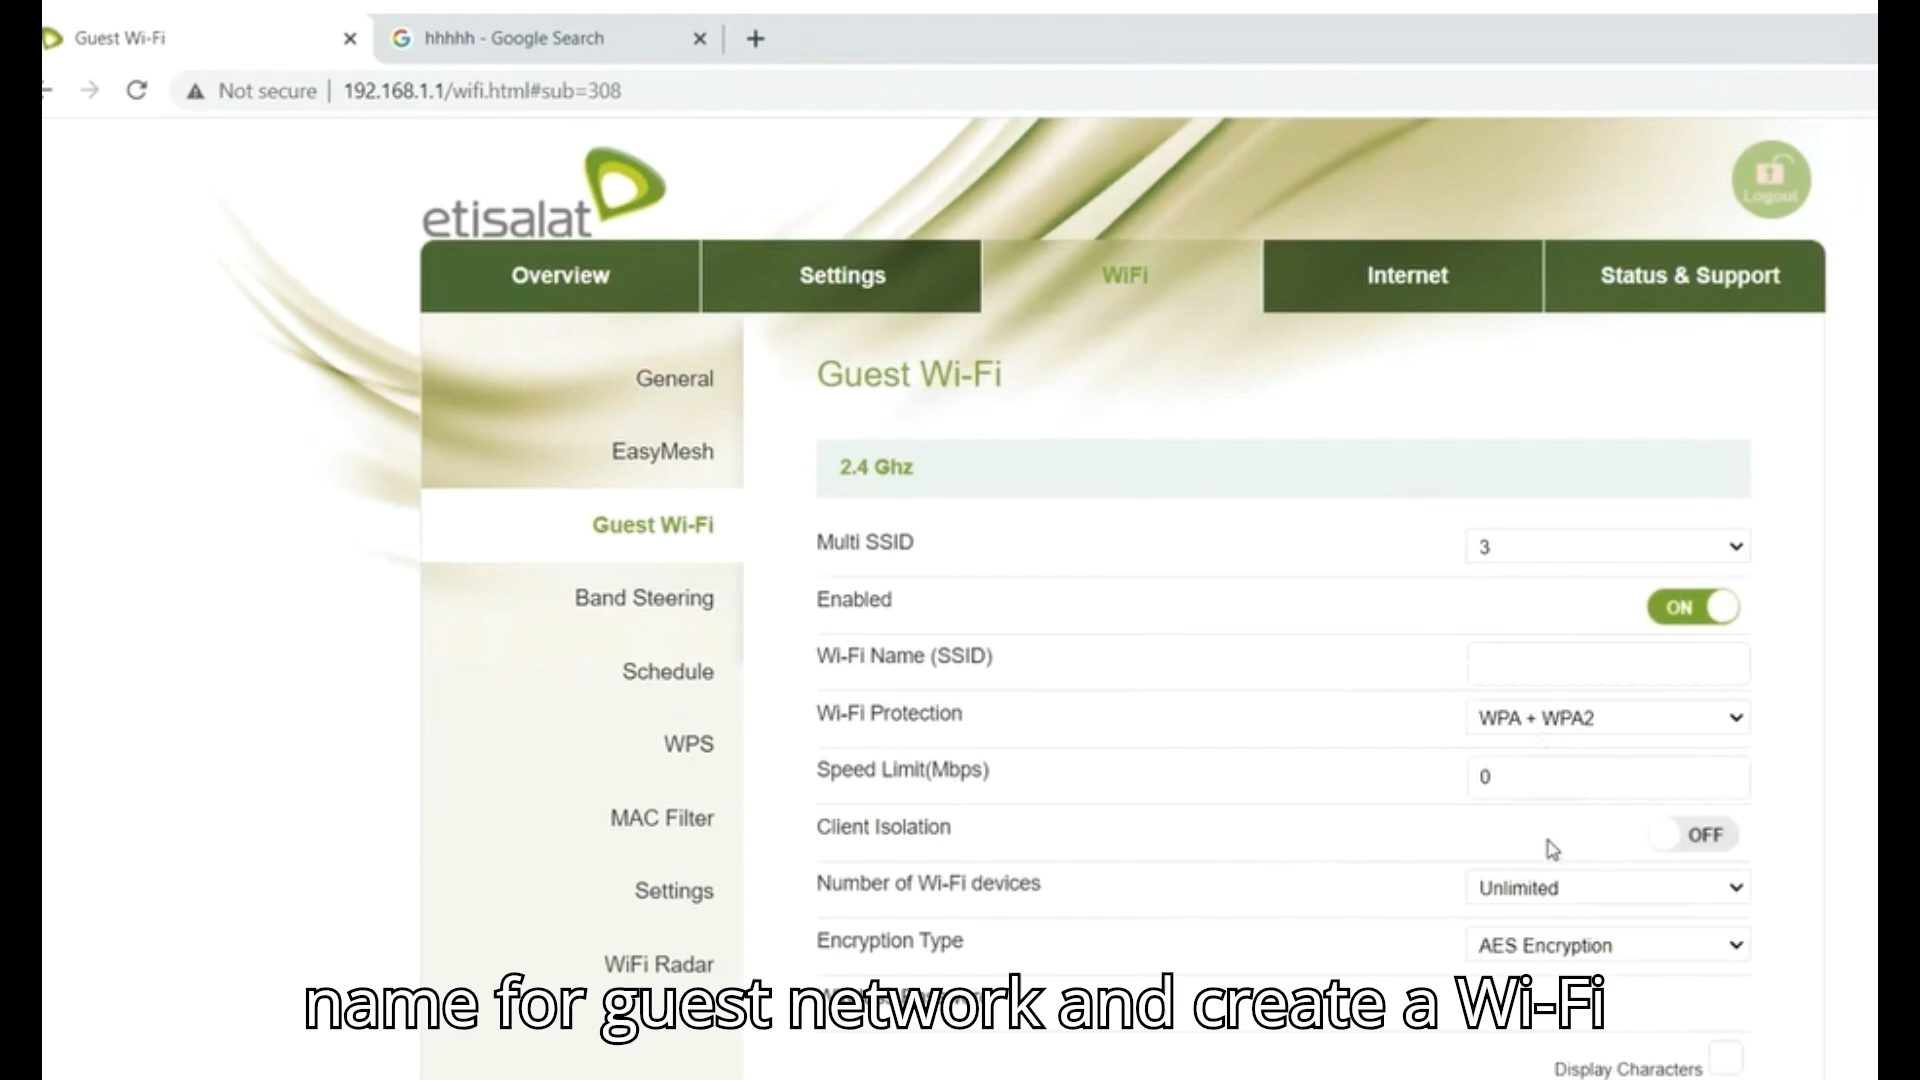 Guest Wi-Fi
hhhhh - Google Search
Not secure | 192.168.1.1/wifi.html#sub=308
etisalat
Logout
Overview
Settings
WiFi
Internet
Status & Support
General
EasyMesh
Guest Wi-Fi
Band Steering
Schedule
WPS
MAC Filter
Settings
WiFi Radar
Guest Wi-Fi
2.4 Ghz
Multi SSID 3
Enabled ON
Wi-Fi Name (SSID)
Wi-Fi Protection WPA + WPA2
Speed Limit(Mbps) 0
Client Isolation OFF
Number of Wi-Fi devices Unlimited
Encryption Type AES Encryption
name for guest network and create a Wi-Fi
Display Characters